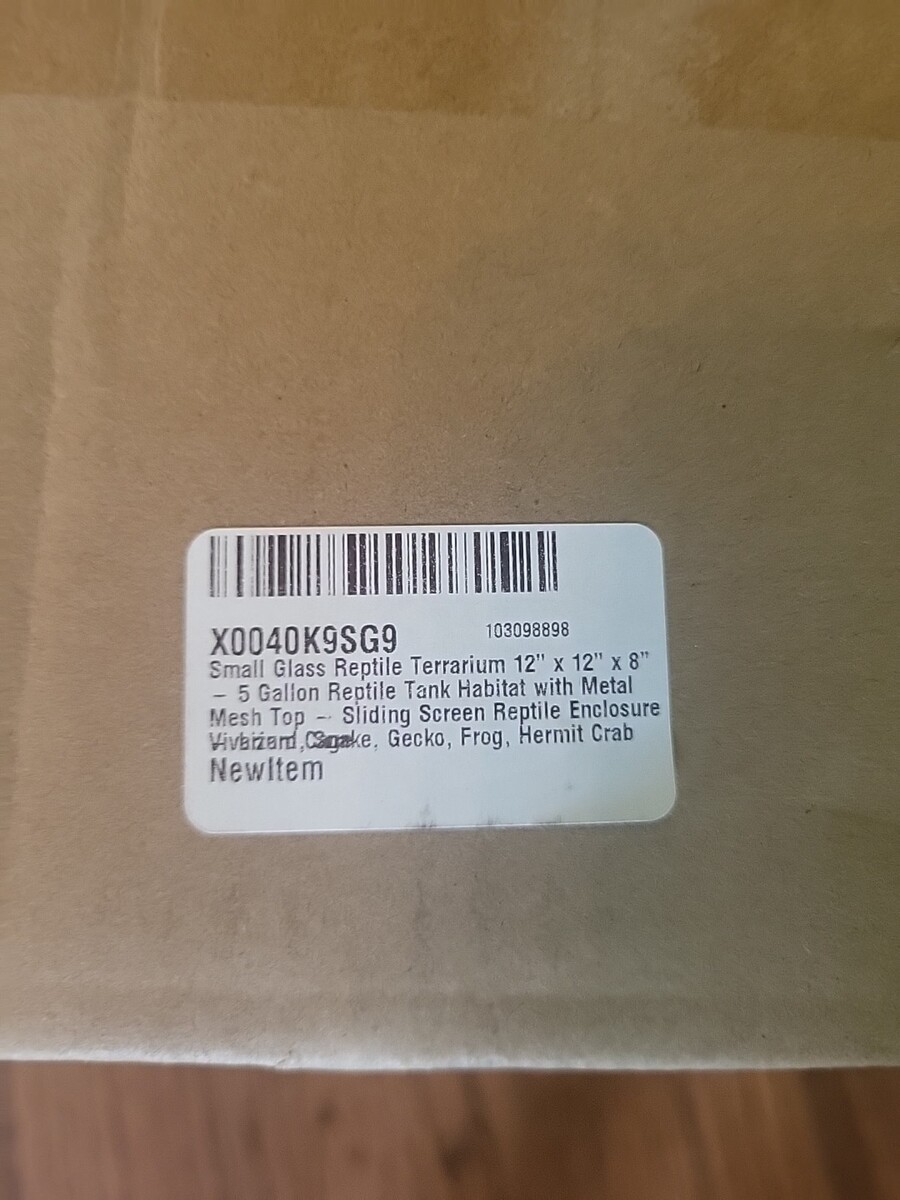 X0040K9SG9 103098898
Small Glass Reptile Terrarium 12" x 12" x 8"
– 5 Gallon Reptile Tank Habitat with Metal
Mesh Top – Sliding Screen Reptile Enclosure
Gecko, Frog, Hermit Crab
NewItem